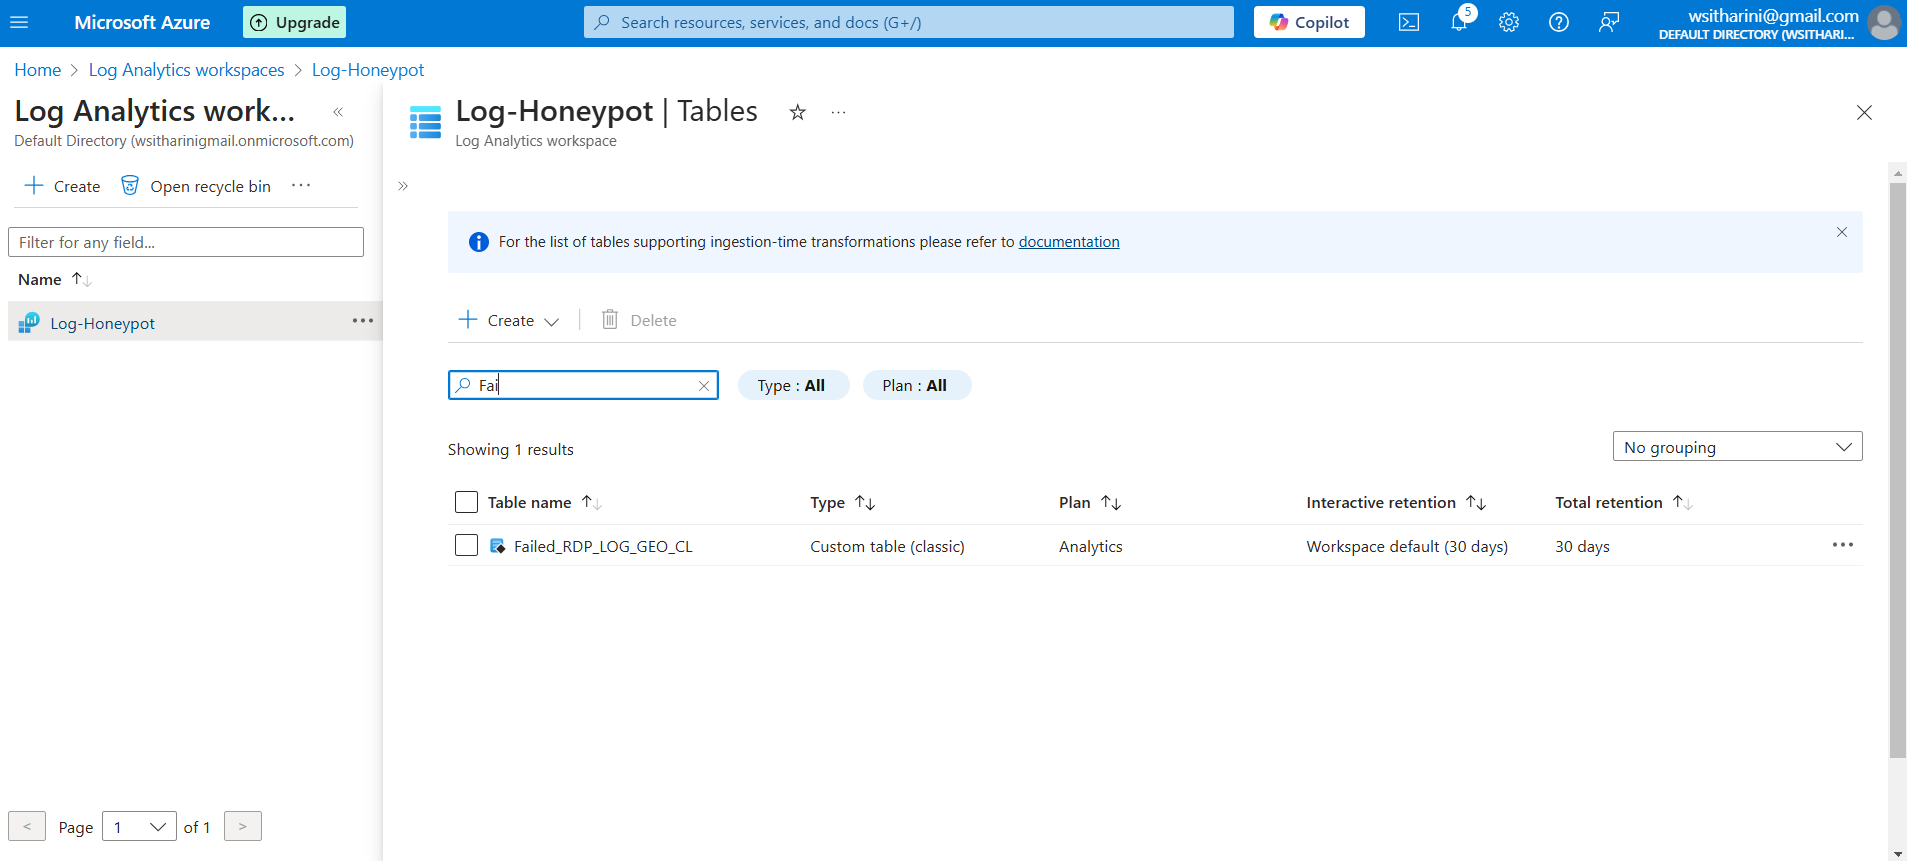 Microsoft Azure
Upgrade
Search resources, services, and docs (G+/)
Copilot
5
wsitharini@gmail.com
DEFAULT DIRECTORY (WSITHARI...
Home > Log Analytics workspaces > Log-Honeypot
Log Analytics work...
Default Directory (wsitharinigmail.onmicrosoft.com)
Create
Open recycle bin
Filter for any field...
Name
Log-Honeypot
< Page 1 of 1 >
Log-Honeypot | Tables
Log Analytics workspace
For the list of tables supporting ingestion-time transformations please refer to documentation
Create
Delete
Fai
Type : All
Plan : All
Showing 1 results
No grouping
Table name Type Plan Interactive retention Total retention
Failed_RDP_LOG_GEO_CL Custom table (classic) Analytics Workspace default (30 days) 30 days